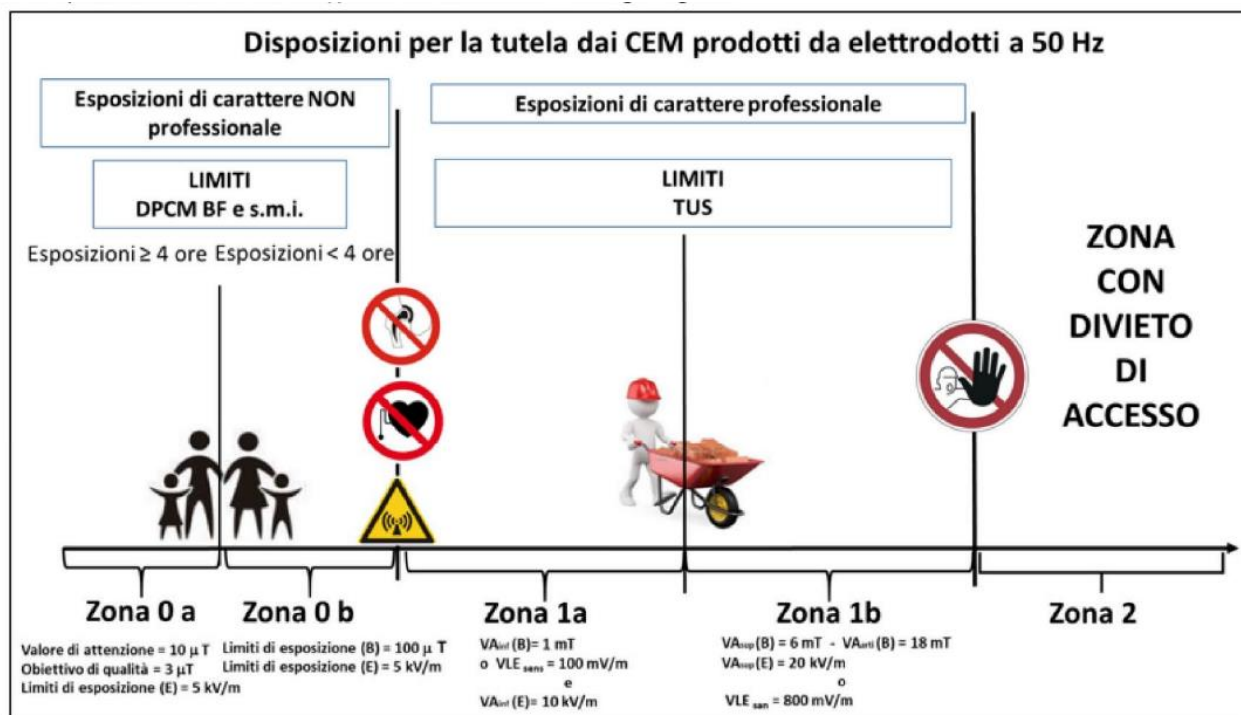 Disposizioni per la tutela dai CEM prodotti da elettrodotti a 50 Hz
Esposizioni di carattere NON
professionale
Esposizioni di carattere professionale
LIMITI
DPCM BF e s.m.i.
LIMITI
TUS
Esposizioni ≥ 4 ore
Esposizioni < 4 ore
ZONA
CON
DIVIETO
DI
ACCESSO
Zona 0 a
Valore di attenzione = 10 µ T
Obiettivo di qualità = 3 µT
Limiti di esposizione (E) = 5 kV/m
Zona 0 b
Limiti di esposizione (B) = 100 µ T
Limiti di esposizione (E) = 5 kV/m
Zona 1a
VAinf (B)= 1 mT
o VLE sens = 100 mV/m
e
VAinf (E)= 10 kV/m
Zona 1b
VAsup (B) = 6 mT - VAarti (B) = 18 mT
VAsup (E) = 20 kV/m
o
VLE san = 800 mV/m
Zona 2